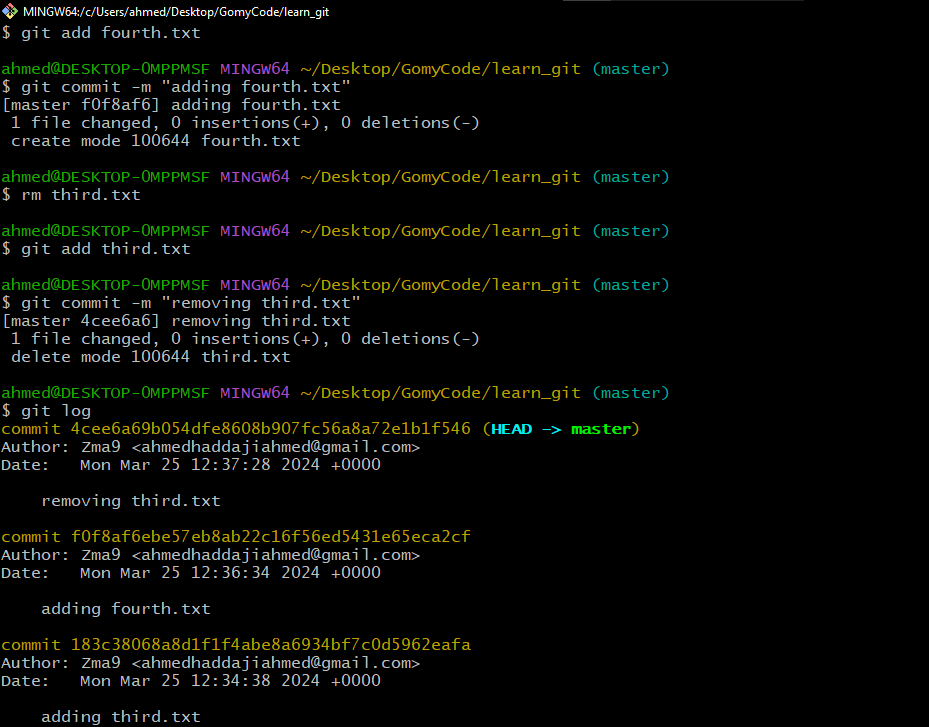 MINGW64:/c/Users/ahmed/Desktop/GomyCode/learn_git
$ git add fourth.txt
ahmed@DESKTOP-0MPPMSF MINGW64 ~/Desktop/GomyCode/learn_git (master)
$ git commit -m "adding fourth.txt"
[master f0f8af6] adding fourth.txt
 1 file changed, 0 insertions(+), 0 deletions(-)
 create mode 100644 fourth.txt
ahmed@DESKTOP-0MPPMSF MINGW64 ~/Desktop/GomyCode/learn_git (master)
$ rm third.txt
ahmed@DESKTOP-0MPPMSF MINGW64 ~/Desktop/GomyCode/learn_git (master)
$ git add third.txt
ahmed@DESKTOP-0MPPMSF MINGW64 ~/Desktop/GomyCode/learn_git (master)
$ git commit -m "removing third.txt"
[master 4cee6a6] removing third.txt
 1 file changed, 0 insertions(+), 0 deletions(-)
 delete mode 100644 third.txt
ahmed@DESKTOP-0MPPMSF MINGW64 ~/Desktop/GomyCode/learn_git (master)
$ git log
commit 4cee6a69b054dfe8608b907fc56a8a72e1b1f546 (HEAD -> master)
Author: Zma9 <ahmedhaddajiahmed@gmail.com>
Date:   Mon Mar 25 12:37:28 2024 +0000
    removing third.txt
commit f0f8af6ebe57eb8ab22c16f56ed5431e65eca2cf
Author: Zma9 <ahmedhaddajiahmed@gmail.com>
Date:   Mon Mar 25 12:36:34 2024 +0000
    adding fourth.txt
commit 183c38068a8d1f1f4abe8a6934bf7c0d5962eafa
Author: Zma9 <ahmedhaddajiahmed@gmail.com>
Date:   Mon Mar 25 12:34:38 2024 +0000
    adding third.txt